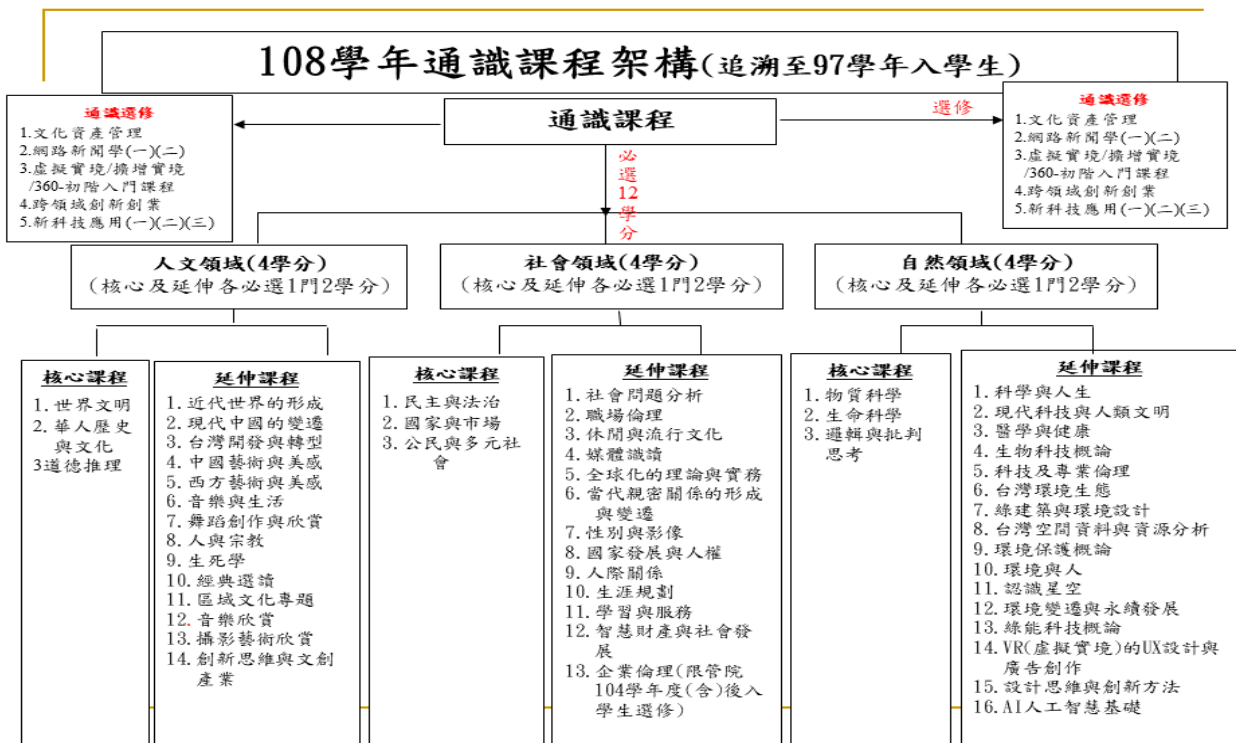 108學年通識課程架構(追溯至97學年入學生)
通識選修
1.文化資產管理
2.網路新聞學(一)(二)
3.虛擬實境/擴增實境
/360-初階入門課程
4.跨領域創新創業
5.新科技應用(一)(二)(三)
通識課程
選修
通識選修
1.文化資產管理
2.網路新聞學(一)(二)
3.虛擬實境/擴增實境
/360-初階入門課程
4.跨領域創新創業
5.新科技應用(一)(二)(三)
必
選
12
學
分
人文領域(4學分)
(核心及延伸各必選1門2學分)
社會領域(4學分)
(核心及延伸各必選1門2學分)
自然領域(4學分)
(核心及延伸各必選1門2學分)
核心課程
1. 世界文明
2. 華人歷史
與文化
3道德推理
延伸課程
1. 近代世界的形成
2. 現代中國的變遷
3. 台灣開發與轉型
4. 中國藝術與美感
5. 西方藝術與美感
6. 音樂與生活
7. 舞蹈創作與欣賞
8. 人與宗教
9. 生死學
10. 經典選讀
11. 區域文化專題
12. 音樂欣賞
13. 攝影藝術欣賞
14. 創新思維與文創
產業
核心課程
1. 民主與法治
2. 國家與市場
3. 公民與多元社
會
延伸課程
1. 社會問題分析
2. 職場倫理
3. 休閒與流行文化
4. 媒體識讀
5. 全球化的理論與實務
6. 當代親密關係的形成
與變遷
7. 性別與影像
8. 國家發展與人權
9. 人際關係
10. 生涯規劃
11. 學習與服務
12. 智慧財產與社會發
展
13. 企業倫理(限管院
104學年度(含)後入
學生選修)
核心課程
1. 物質科學
2. 生命科學
3. 邏輯與批判
思考
延伸課程
1. 科學與人生
2. 現代科技與人類文明
3. 醫學與健康
4. 生物科技概論
5. 科技及專業倫理
6. 台灣環境生態
7. 綠建築與環境設計
8. 台灣空間資料與資源分析
9. 環境保護概論
10. 環境與人
11. 認識星空
12. 環境變遷與永續發展
13. 綠能科技概論
14. VR(虛擬實境)的UX設計與
廣告創作
15. 設計思維與創新方法
16. AI人工智慧基礎